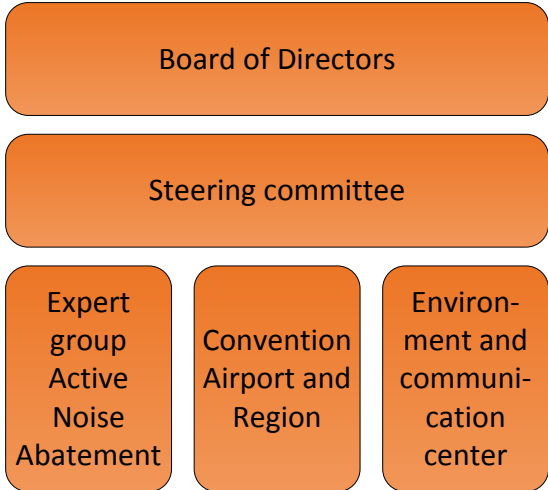 Board of Directors
Steering committee
Expert
group
Active
Noise
Abatement
Convention
Airport and
Region
Environ-
ment and
communi-
cation
center